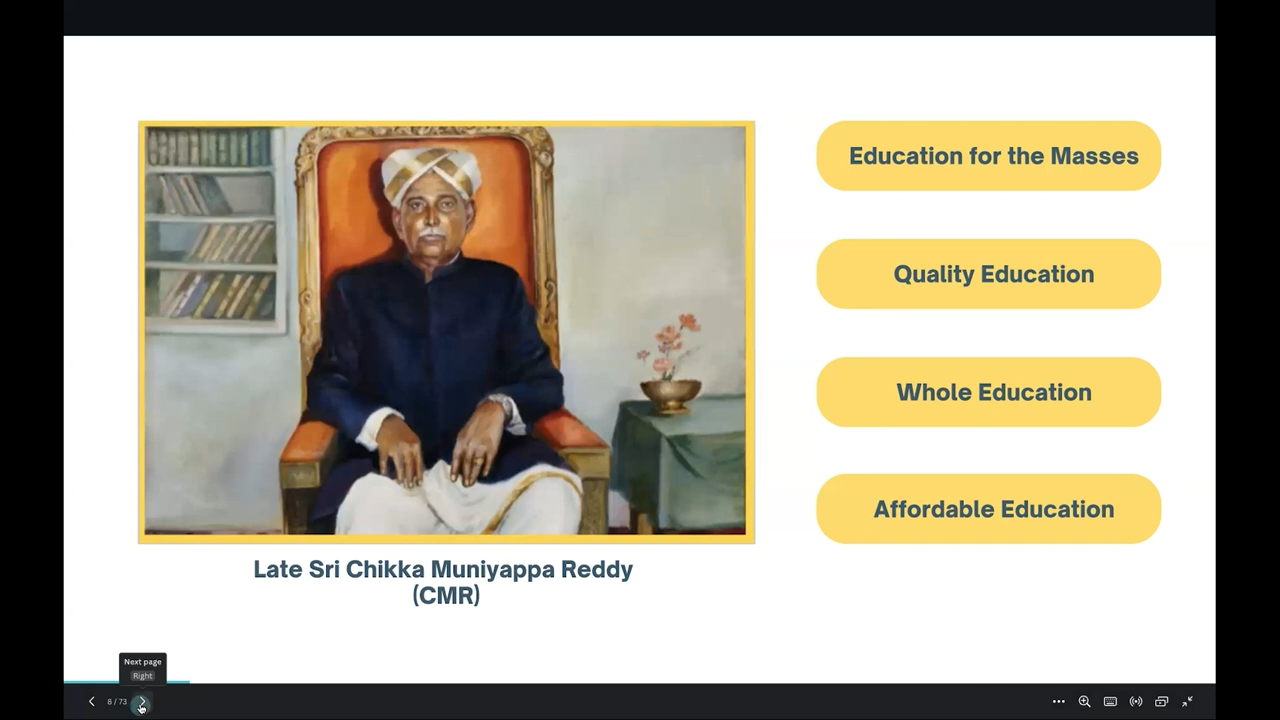 Education for the Masses
Quality Education
Whole Education
Affordable Education
Late Sri Chikka Muniyappa Reddy
(CMR)
Next page
Right
8 / 73